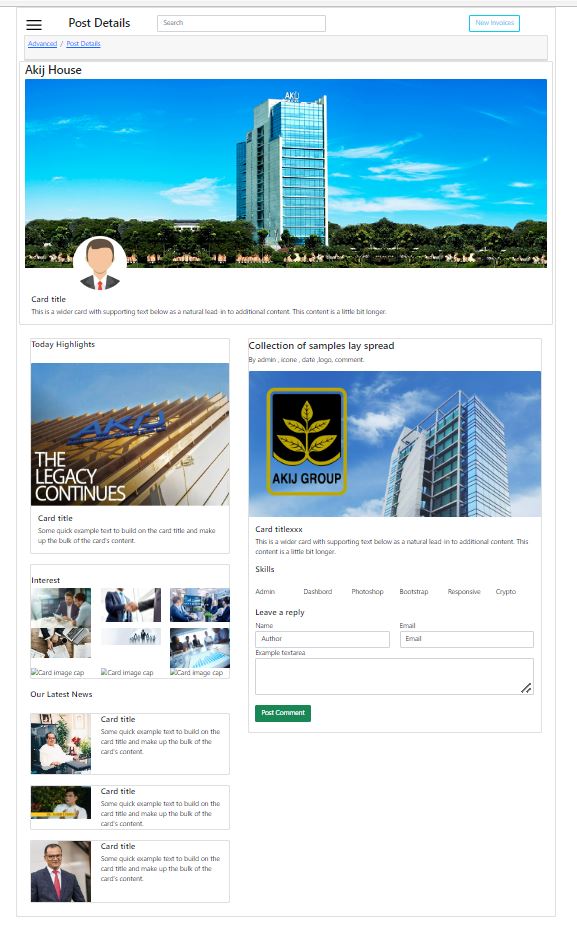 Post Details
Search
New Invoices
Advanced / Post Details
Akij House
AKIJ
Card title
This is a wider card with supporting text below as a natural lead-in to additional content. This content is a little bit longer.
Today Highlights
AKIJ
THE
LEGACY
CONTINUES
Card title
Some quick example text to build on the card title and make
up the bulk of the card's content.
Interest
Card image cap
Card image cap
Card image cap
Our Latest News
Card title
Some quick example text to build on the
card title and make up the bulk of the
card's content.
Card title
Some quick example text to build on the
card title and make up the bulk of the
card's content.
Card title
Some quick example text to build on the
card title and make up the bulk of the
card's content.
Collection of samples lay spread
By admin , icone , date ,logo, comment.
AKIJ GROUP
Card titlexxx
This is a wider card with supporting text below as a natural lead-in to additional content. This
content is a little bit longer.
Skills
Admin Dashbord Photoshop Bootstrap Responsive Crypto
Leave a reply
Name Email
Author Email
Example textarea
Post Comment